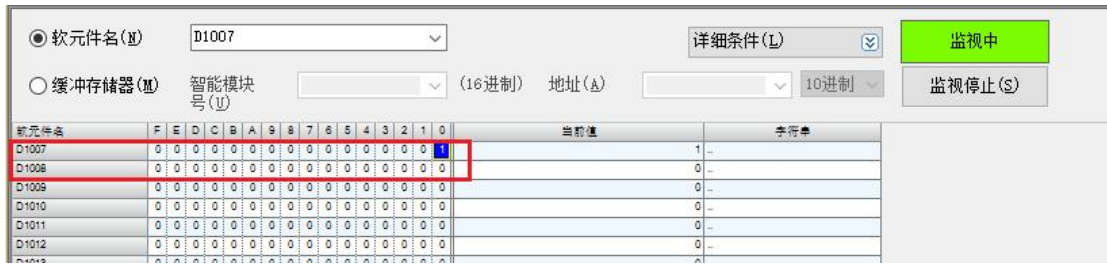 软元件名(N) D1007 详细条件(L) 监视中
缓冲存储器(M) 智能模块号(U) (16进制) 地址(A) 10进制 监视停止(S)
软元件名 F E D C B A 9 8 7 6 5 4 3 2 1 0 当前值 字符串
D1007 0 0 0 0 0 0 0 0 0 0 0 0 0 0 0 1 1 ..
D1008 0 0 0 0 0 0 0 0 0 0 0 0 0 0 0 0 0 ..
D1009 0 0 0 0 0 0 0 0 0 0 0 0 0 0 0 0 0 ..
D1010 0 0 0 0 0 0 0 0 0 0 0 0 0 0 0 0 0 ..
D1011 0 0 0 0 0 0 0 0 0 0 0 0 0 0 0 0 0 ..
D1012 0 0 0 0 0 0 0 0 0 0 0 0 0 0 0 0 0 ..